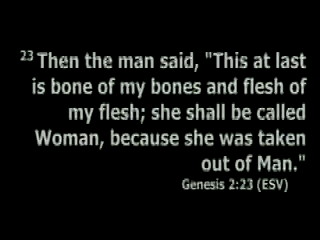 23 Then the man said, "This at last
is bone of my bones and flesh of
my flesh; she shall be called
Woman, because she was taken
out of Man."
Genesis 2:23 (ESV)